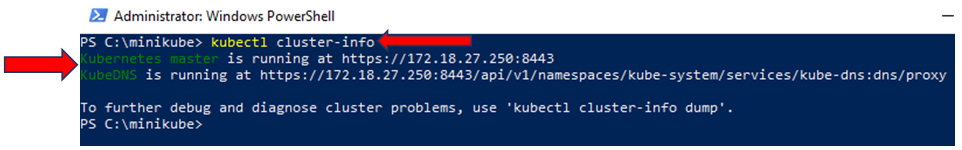 Administrator: Windows PowerShell
PS C:\minikube> kubectl cluster-info
Kubernetes master is running at https://172.18.27.250:8443
KubeDNS is running at https://172.18.27.250:8443/api/v1/namespaces/kube-system/services/kube-dns:dns/proxy
To further debug and diagnose cluster problems, use 'kubectl cluster-info dump'.
PS C:\minikube>